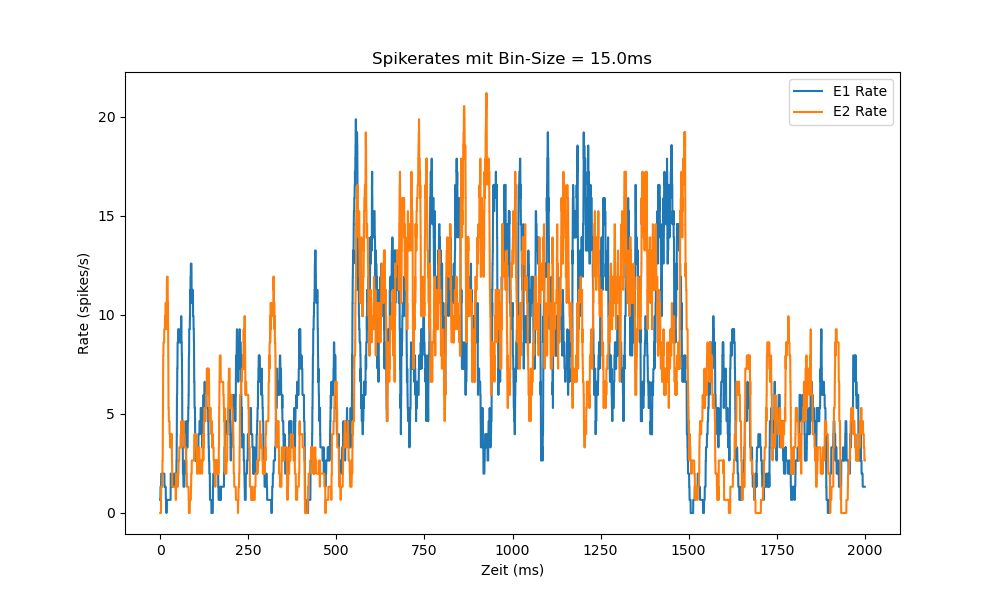 Spikerates mit Bin-Size = 15.0ms
E1 Rate
E2 Rate
Rate (spikes/s)
20
15
10
5
0
0 250 500 750 1000 1250 1500 1750 2000
Zeit (ms)